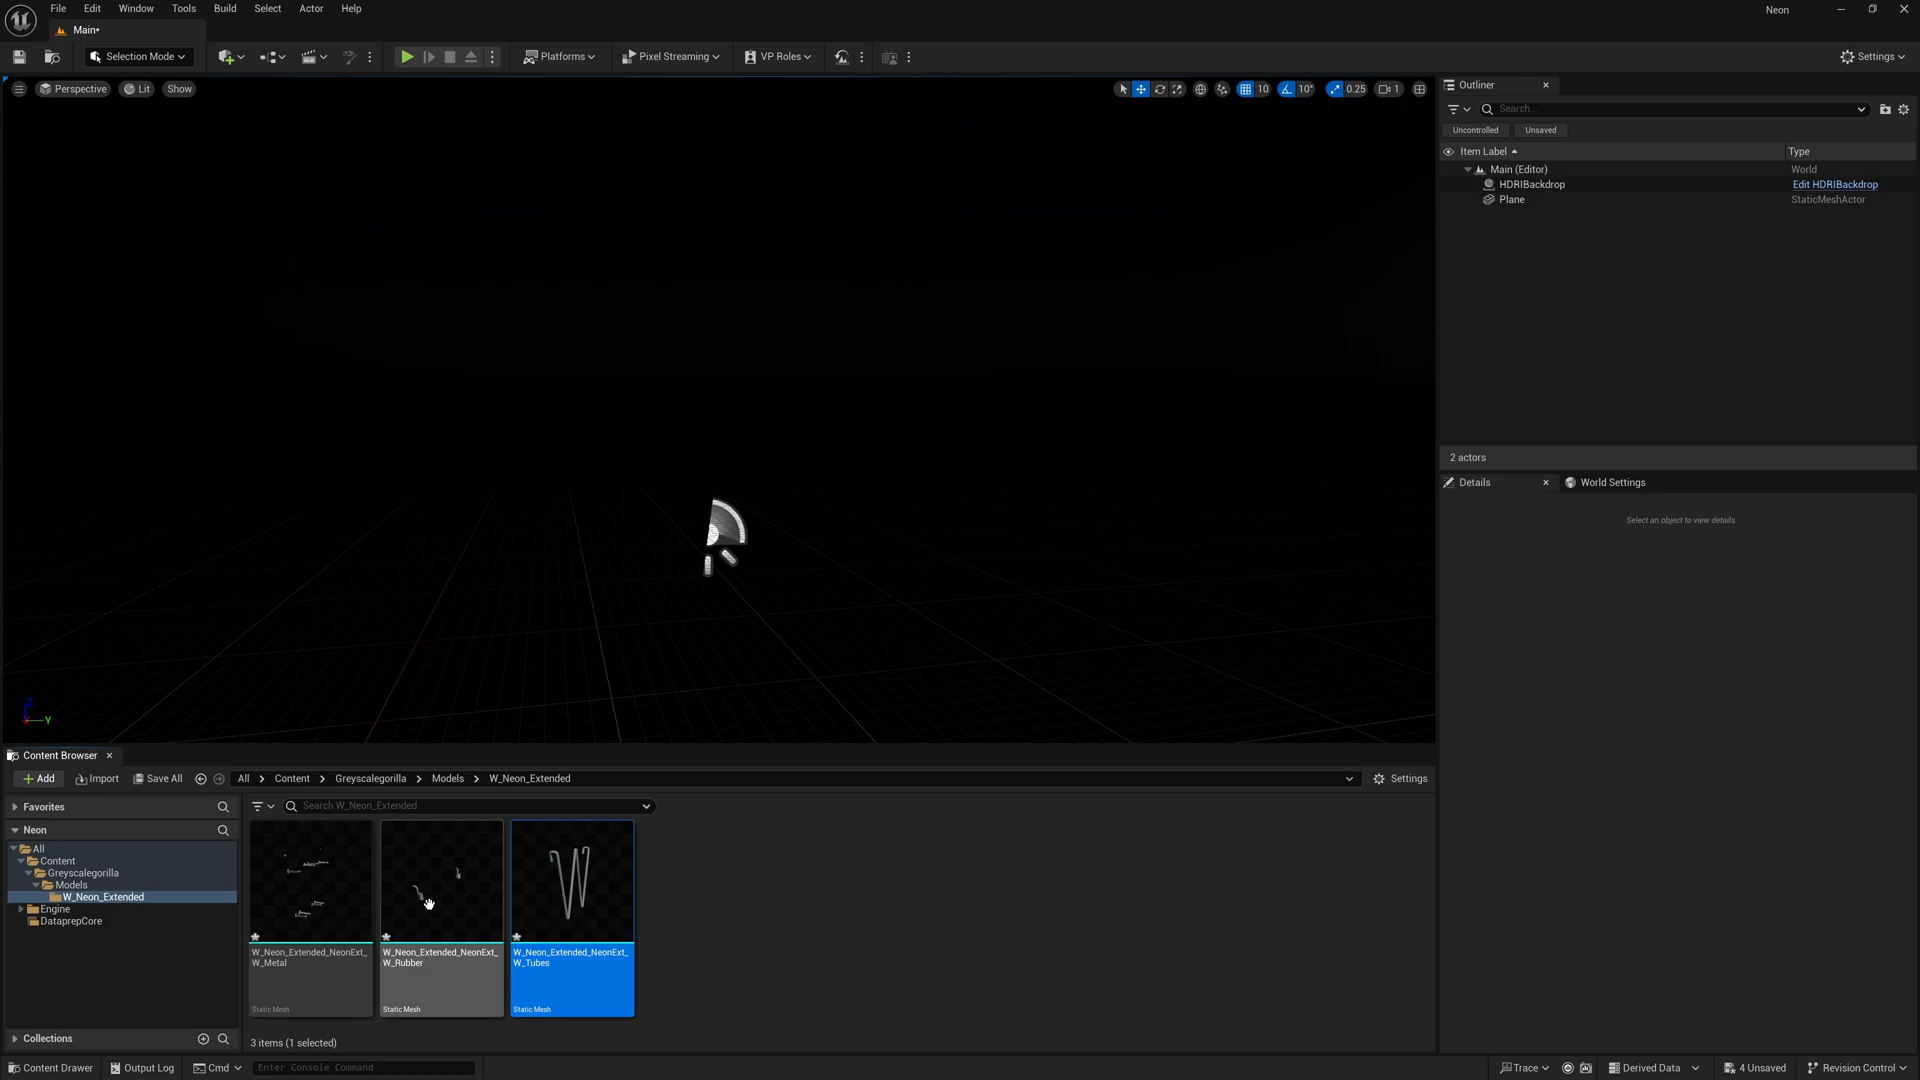 File Edit Window Tools Build Select Actor Help
Neon
Main*
Selection Mode
Platforms
Pixel Streaming
VP Roles
Settings
Perspective
Lit
Show
10
10°
0.25
1
Outliner
Search...
Uncontrolled
Unsaved
Item Label
Type
Main (Editor)
World
HDRIBackdrop
Edit HDRIBackdrop
Plane
StaticMeshActor
2 actors
Details
World Settings
Select an object to view details.
Z
Y
Content Browser
Add
Import
Save All
All > Content > Greyscalegorilla > Models > W_Neon_Extended
Settings
Favorites
Search W_Neon_Extended
Neon
All
Content
Greyscalegorilla
Models
W_Neon_Extended
Engine
DataprepCore
W_Neon_Extended_NeonExt_
W_Metal
Static Mesh
W_Neon_Extended_NeonExt_
W_Rubber
Static Mesh
W_Neon_Extended_NeonExt_
W_Tubes
Static Mesh
Collections
3 items (1 selected)
Content Drawer
Output Log
Cmd
Enter Console Command
Trace
Derived Data
4 Unsaved
Revision Control